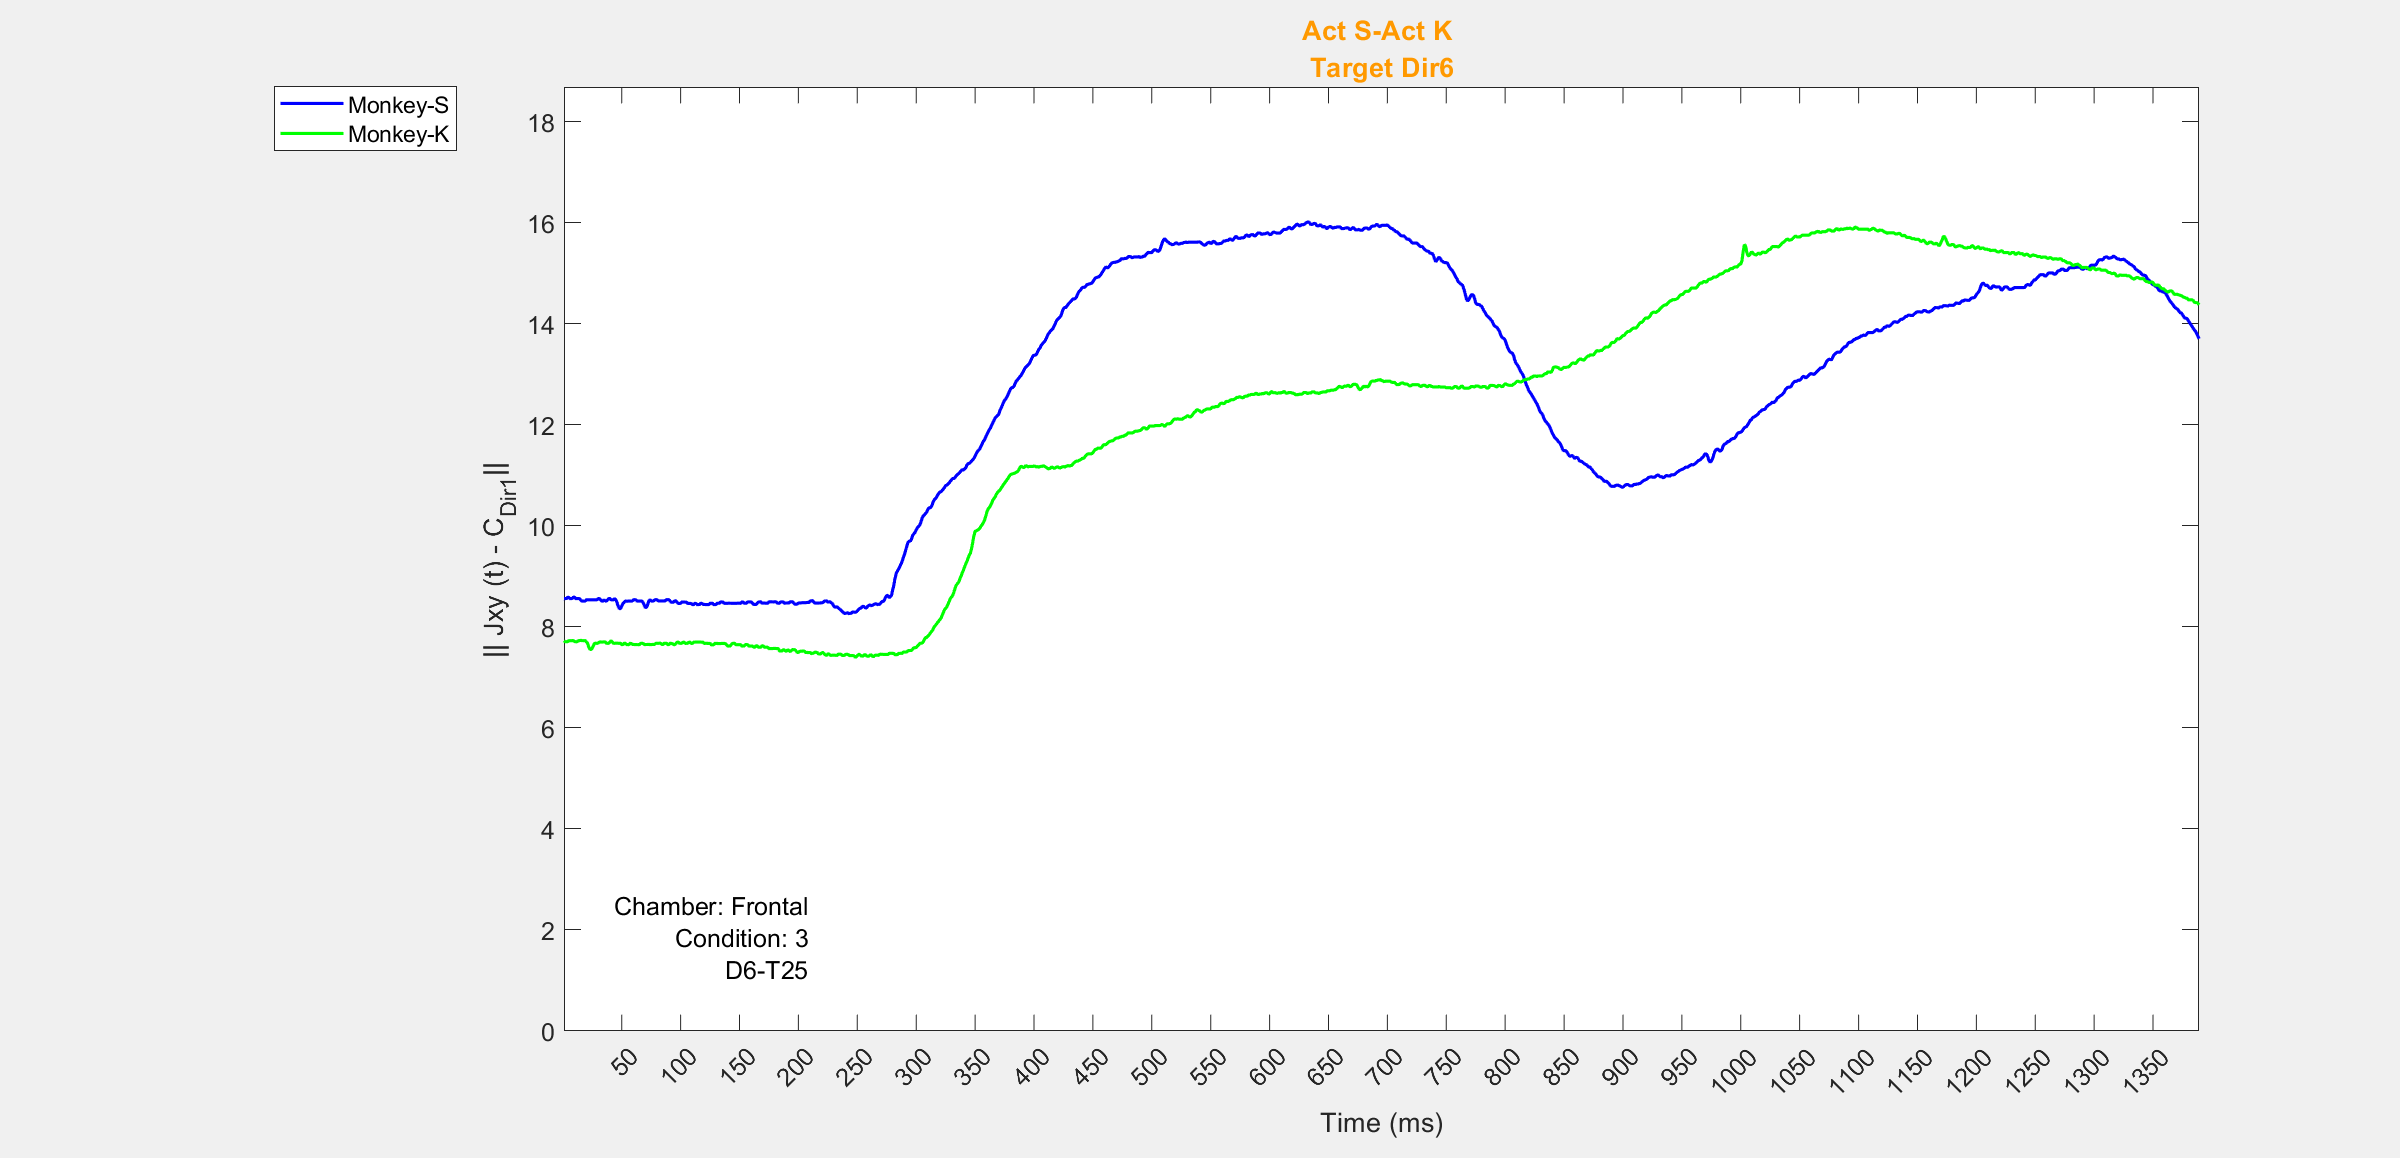 Act S-Act K
Target Dir6
Monkey-S
Monkey-K
18
16
14
12
10
8
6
4
2
0
|| Jxy (t) - C_Dir1 ||
Chamber: Frontal
Condition: 3
D6-T25
50 100 150 200 250 300 350 400 450 500 550 600 650 700 750 800 850 900 950 1000 1050 1100 1150 1200 1250 1300 1350
Time (ms)